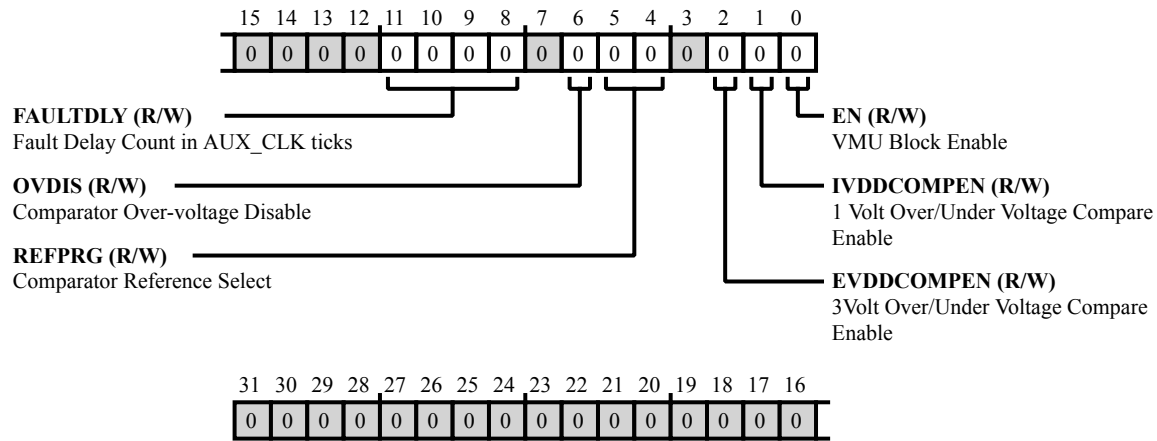 15 14 13 12 11 10 9 8 7 6 5 4 3 2 1 0
0 0 0 0 0 0 0 0 0 0 0 0 0 0 0 0
FAULTDLY (R/W)
Fault Delay Count in AUX_CLK ticks
OVDIS (R/W)
Comparator Over-voltage Disable
REFPRG (R/W)
Comparator Reference Select
EN (R/W)
VMU Block Enable
IVDDCOMPEN (R/W)
1 Volt Over/Under Voltage Compare
Enable
EVDDCOMPEN (R/W)
3Volt Over/Under Voltage Compare
Enable
31 30 29 28 27 26 25 24 23 22 21 20 19 18 17 16
0 0 0 0 0 0 0 0 0 0 0 0 0 0 0 0